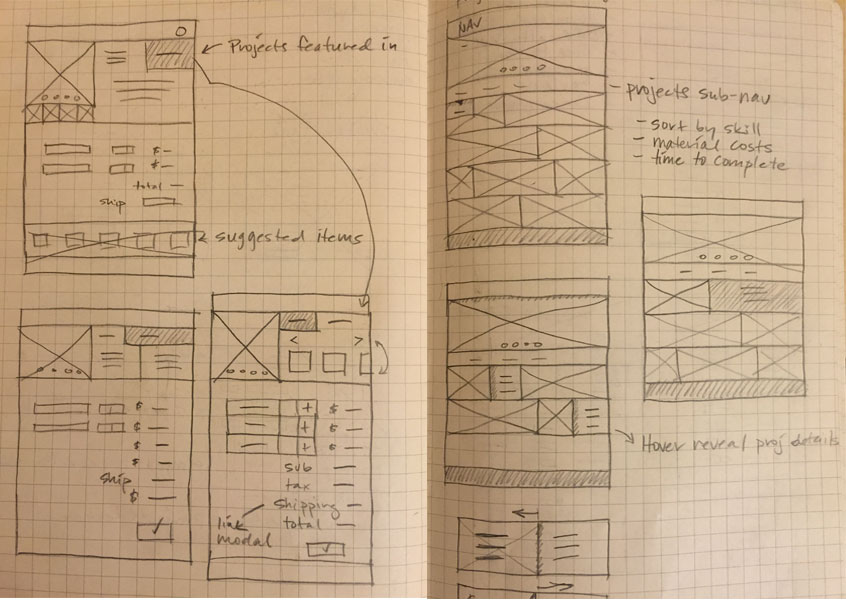 Projects featured in
$
$
total
ship
suggested items
$
$
$
$
ship
$
< >
+ $
+ $
+ $
sub
tax
shipping
total
link
modal
NAV
projects sub-nav
- sort by skill
- material costs
- time to complete
Hover reveal proj details